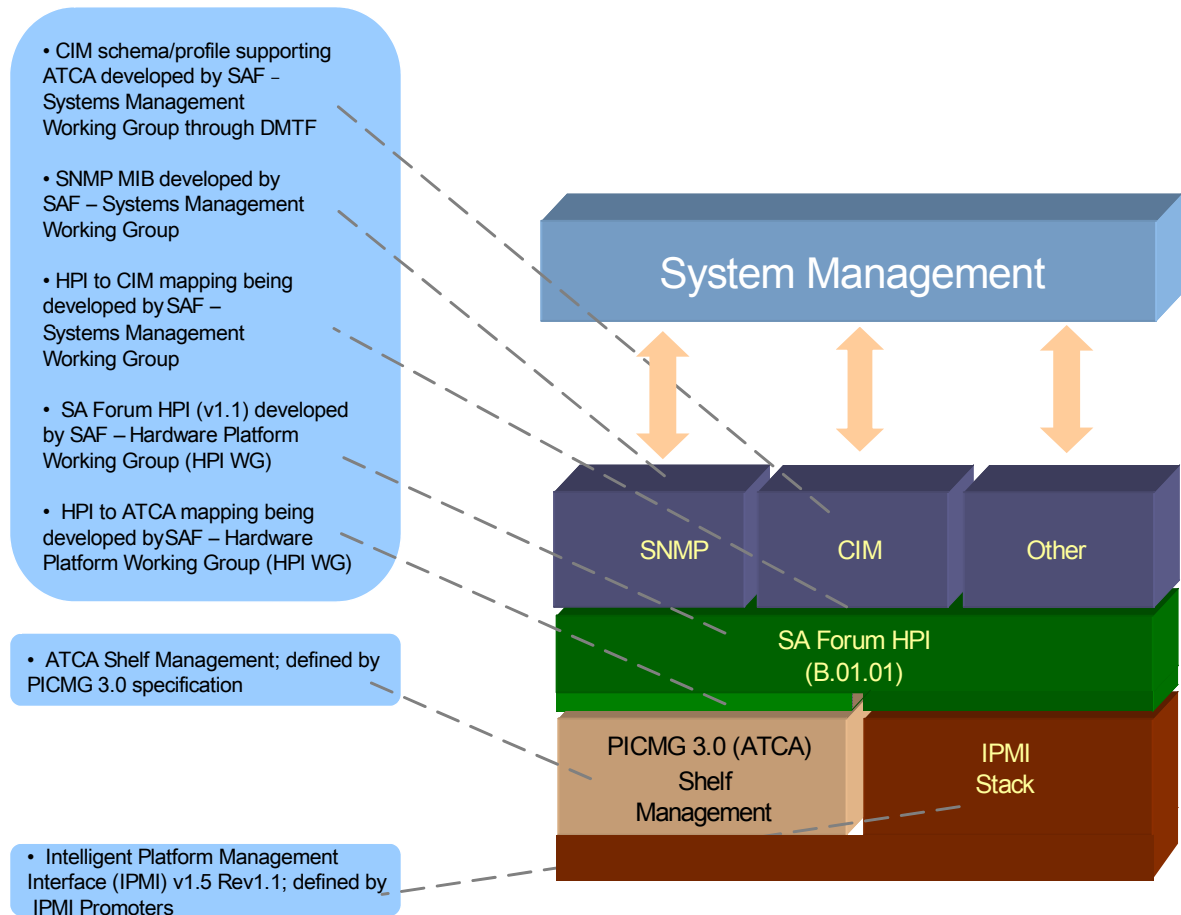 • CIM schema/profile supporting
ATCA developed by SAF –
Systems Management
Working Group through DMTF
• SNMP MIB developed by
SAF – Systems Management
Working Group
• HPI to CIM mapping being
developed by SAF –
Systems Management
Working Group
• SA Forum HPI (v1.1) developed
by SAF – Hardware Platform
Working Group (HPI WG)
• HPI to ATCA mapping being
developed by SAF – Hardware
Platform Working Group (HPI WG)
• ATCA Shelf Management; defined by
PICMG 3.0 specification
• Intelligent Platform Management
Interface (IPMI) v1.5 Rev1.1; defined by
IPMI Promoters
System Management
SNMP
CIM
Other
SA Forum HPI
(B.01.01)
PICMG 3.0 (ATCA)
Shelf
Management
IPMI
Stack